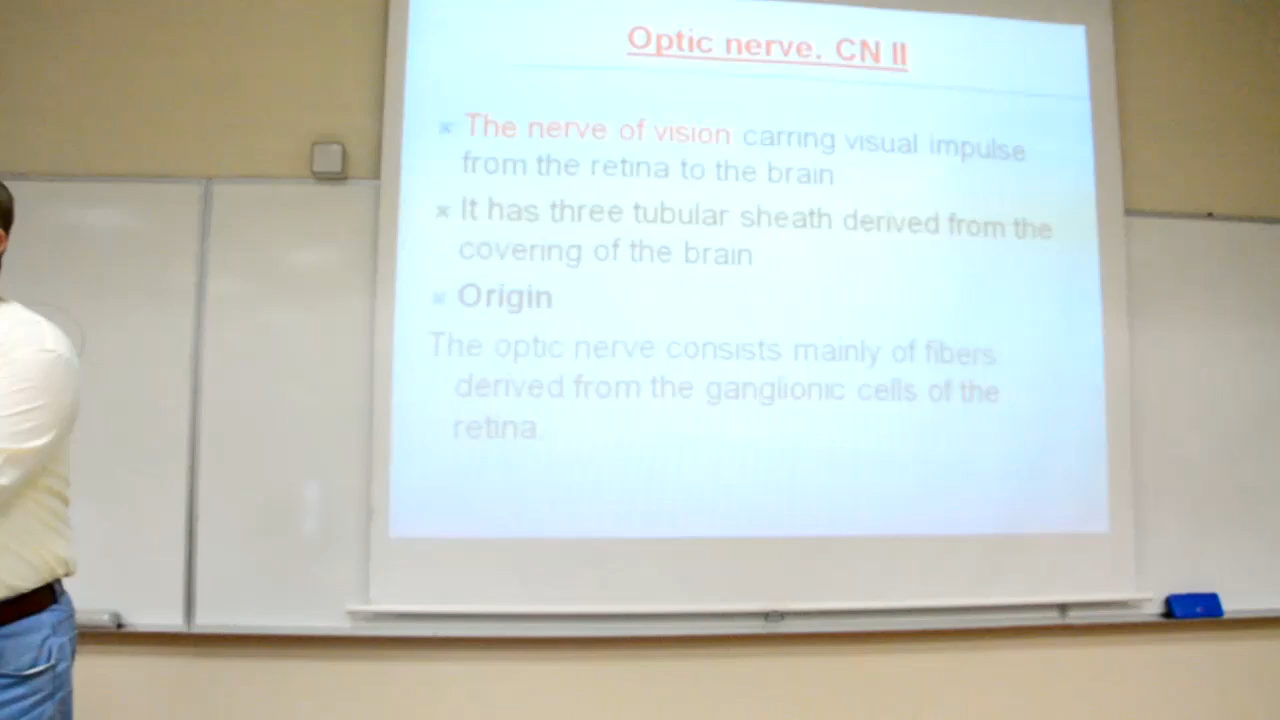 Optic nerve. CN II
The nerve of vision carring visual impulse
from the retina to the brain
It has three tubular sheath derived from the
covering of the brain
Origin
The optic nerve consists mainly of fibers
derived from the ganglionic cells of the
retina.